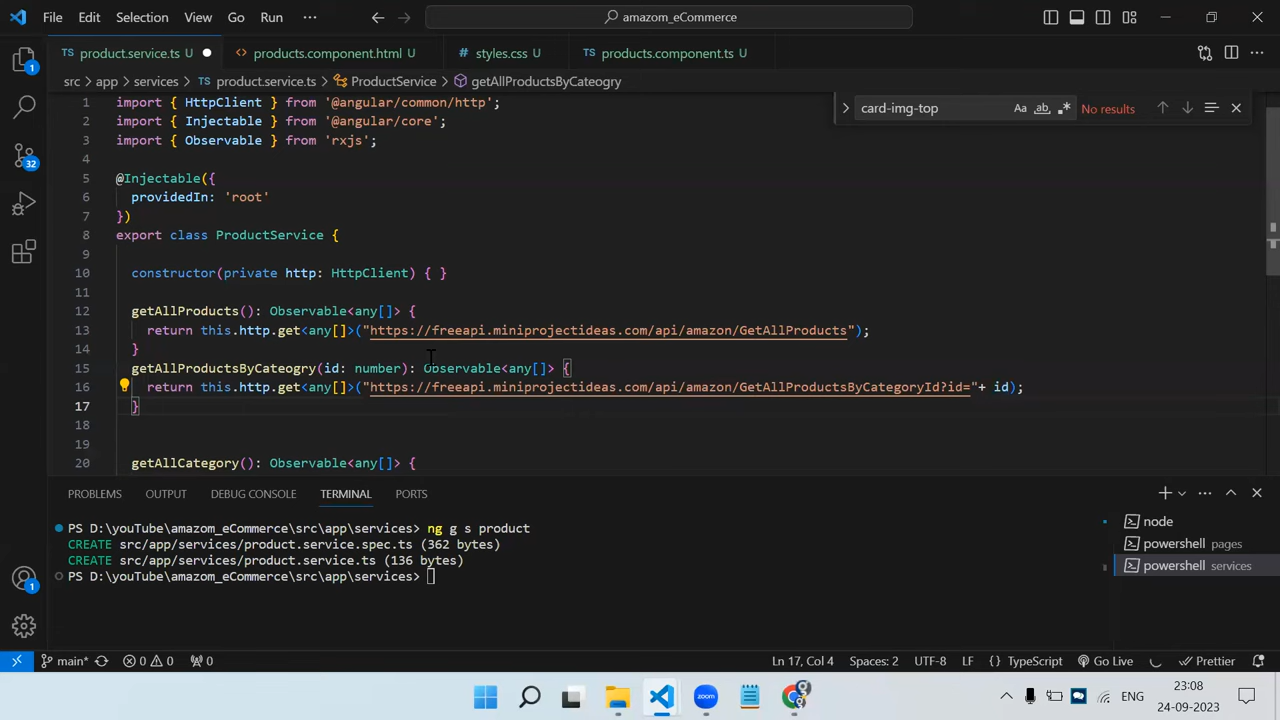 File Edit Selection View Go Run ··· amazom_eCommerce
product.service.ts U products.component.html U styles.css U products.component.ts U
src > app > services > product.service.ts > ProductService > getAllProductsByCateogry
card-img-top Aa ab .* No results
1 import { HttpClient } from '@angular/common/http';
2 import { Injectable } from '@angular/core';
3 import { Observable } from 'rxjs';
4
5 @Injectable({
6 providedIn: 'root'
7 })
8 export class ProductService {
9
10 constructor(private http: HttpClient) { }
11
12 getAllProducts(): Observable<any[]> {
13 return this.http.get<any[]>("https://freeapi.miniprojectideas.com/api/amazon/GetAllProducts");
14 }
15 getAllProductsByCateogry(id: number): Observable<any[]> {
16 return this.http.get<any[]>("https://freeapi.miniprojectideas.com/api/amazon/GetAllProductsByCategoryId?id="+ id);
17 }
18
19
20 getAllCategory(): Observable<any[]> {
PROBLEMS OUTPUT DEBUG CONSOLE TERMINAL PORTS
PS D:\youTube\amazom_eCommerce\src\app\services> ng g s product
CREATE src/app/services/product.service.spec.ts (362 bytes)
CREATE src/app/services/product.service.ts (136 bytes)
PS D:\youTube\amazom_eCommerce\src\app\services>
node
powershell pages
powershell services
1
32
1
main* 0 0 0 Ln 17, Col 4 Spaces: 2 UTF-8 LF {} TypeScript Go Live Prettier
ENG 23:08
24-09-2023